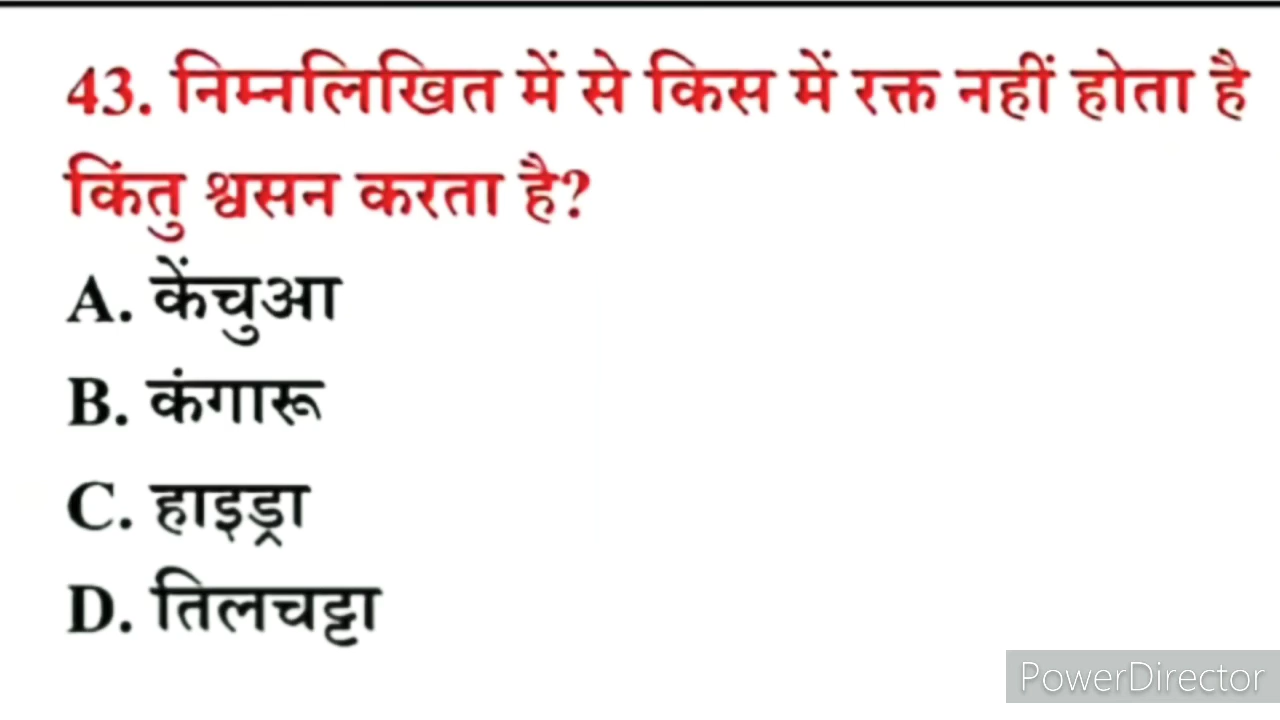 43. निम्नलिखित में से किस में रक्त नहीं होता है
किंतु श्वसन करता है?
A. केंचुआ
B. कंगारू
C. हाइड्रा
D. तिलचट्टा
PowerDirector